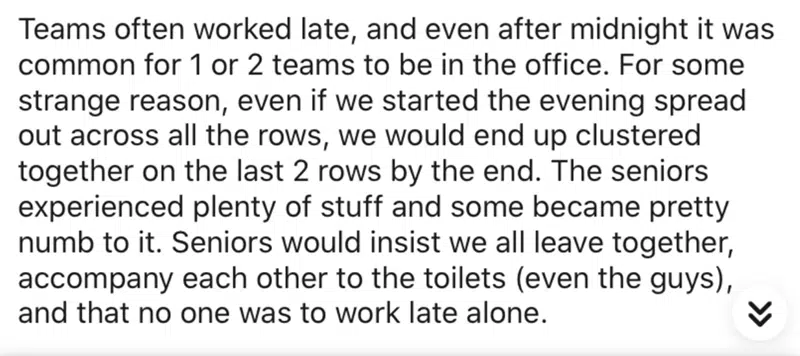 Teams often worked late, and even after midnight it was
common for 1 or 2 teams to be in the office. For some
strange reason, even if we started the evening spread
out across all the rows, we would end up clustered
together on the last 2 rows by the end. The seniors
experienced plenty of stuff and some became pretty
numb to it. Seniors would insist we all leave together,
accompany each other to the toilets (even the guys),
and that no one was to work late alone.